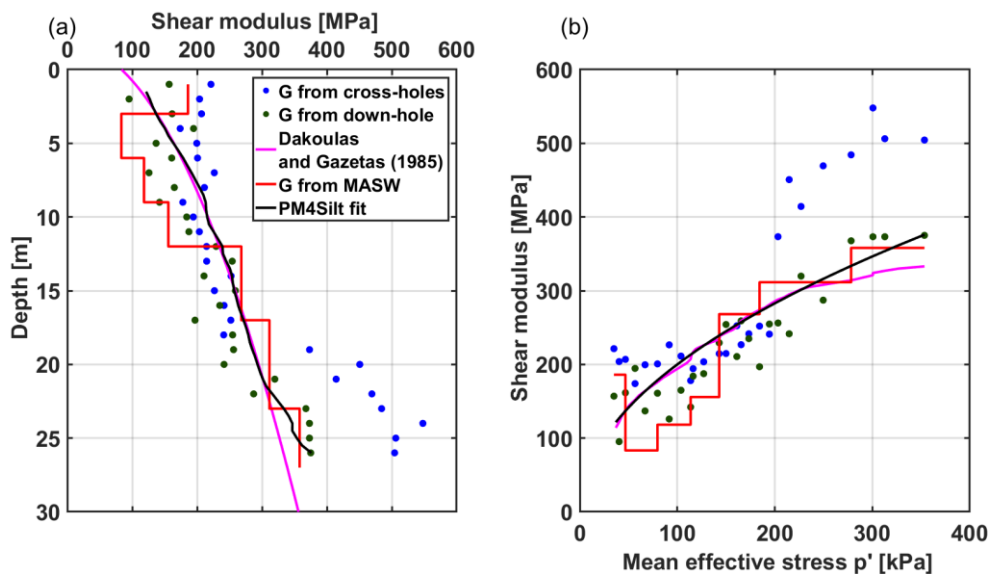 (a)
Shear modulus [MPa]
0 100 200 300 400 500 600
0
5
10
15
20
25
30
Depth [m]
G from cross-holes
G from down-hole
Dakoulas
and Gazetas (1985)
G from MASW
PM4Silt fit
(b)
600
500
400
300
200
100
0
Shear modulus [MPa]
0 100 200 300 400
Mean effective stress p' [kPa]